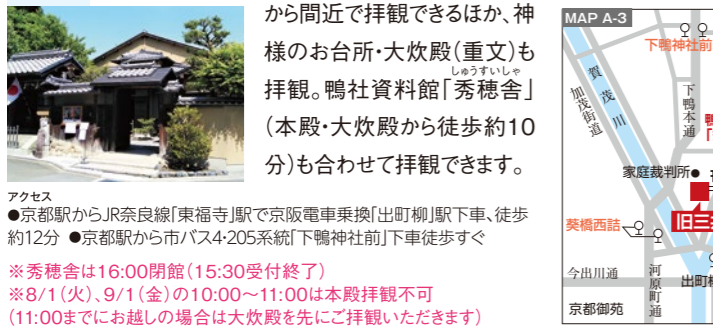 から間近で拝観できるほか、神
様のお台所・大炊殿（重文）も
しゅうすいしゃ
拝観。鴨社資料館「秀穂舎」
（本殿・大炊殿から徒歩約10
分）も合わせて拝観できます。
アクセス
●京都駅からJR奈良線「東福寺」駅で京阪電車乗換「出町柳」駅下車、徒歩
約12分 ●京都駅から市バス4・205系統「下鴨神社前」下車徒歩すぐ
※秀穂舎は16:00閉館（15:30受付終了）
※8/1（火）、9/1（金）の10:00～11:00は本殿拝観不可
（11:00までにお越しの場合は大炊殿を先にご拝観いただきます）
MAP A-3
下鴨神社前
賀茂川
加茂街道
下鴨本通
家庭裁判所●
葵橋西詰
旧三
今出川通
河原町通
出町
京都御苑